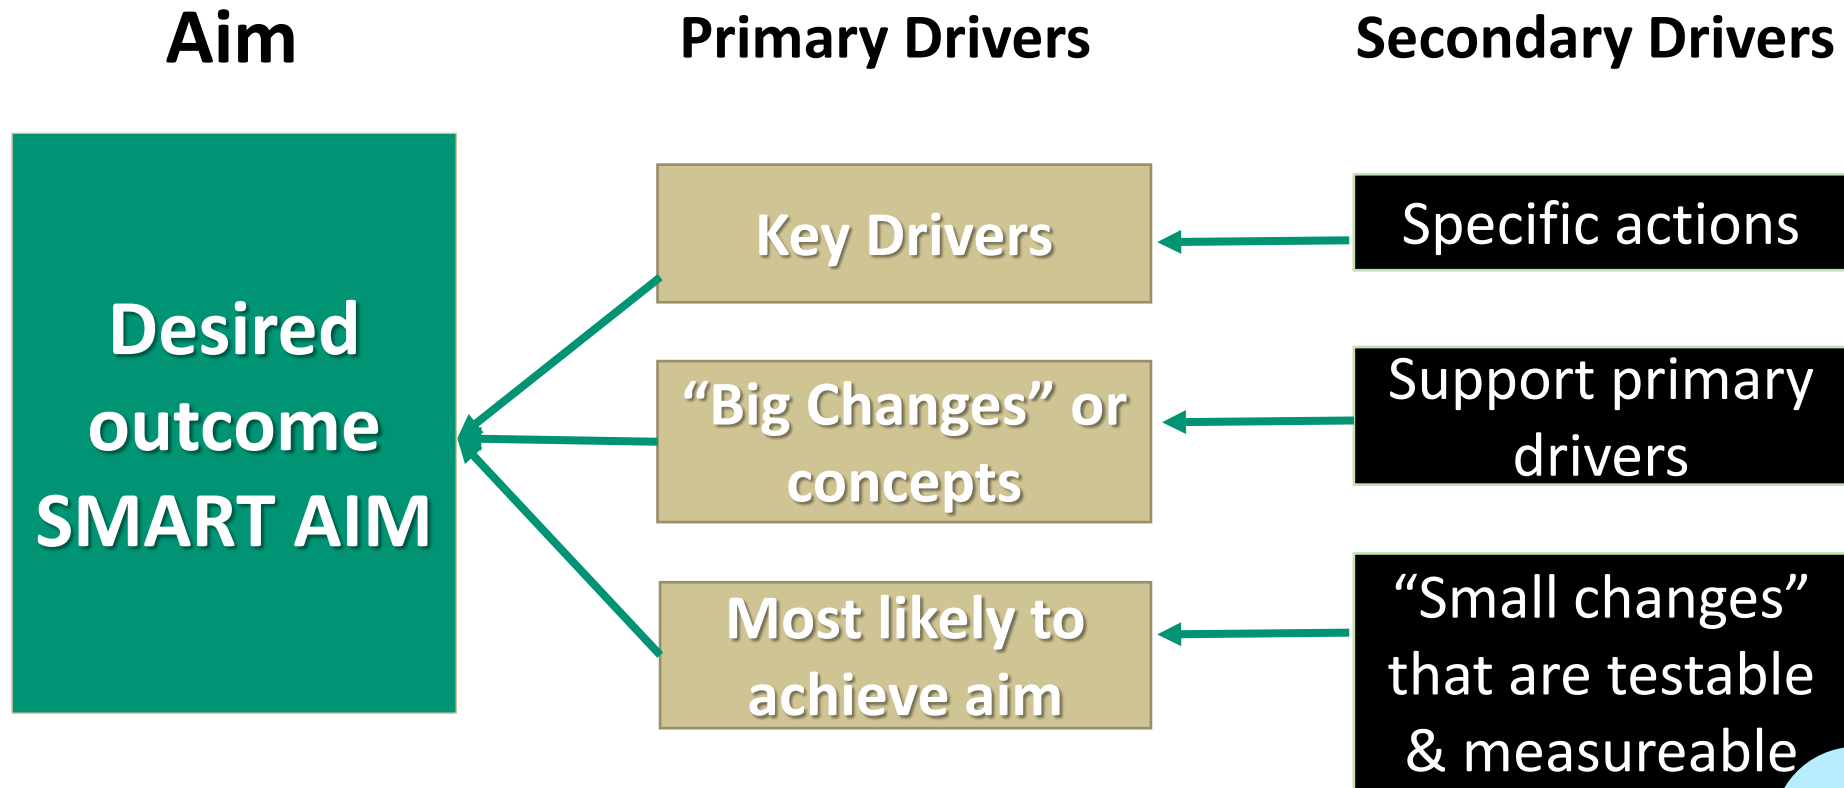 Aim
Primary Drivers
Secondary Drivers
Desired
outcome
SMART AIM
Key Drivers
“Big Changes” or
concepts
Most likely to
achieve aim
Specific actions
Support primary
drivers
“Small changes”
that are testable
& measureable